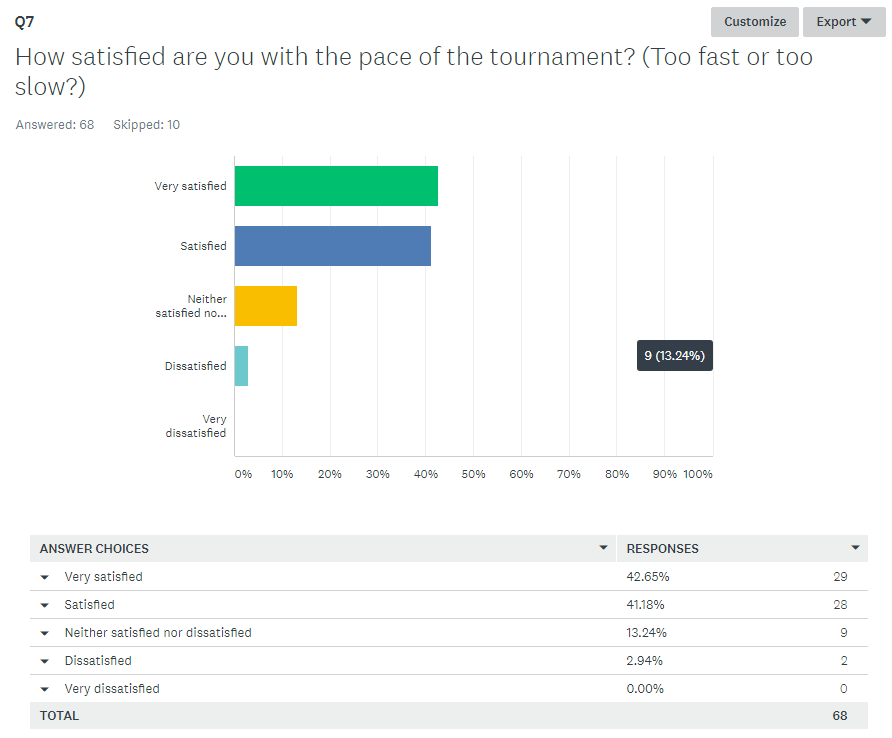 Q7
Customize
Export
How satisfied are you with the pace of the tournament? (Too fast or too
slow?)
Answered: 68 Skipped: 10
Very satisfied
Satisfied
Neither
satisfied no...
Dissatisfied
9 (13.24%)
Very
dissatisfied
0% 10% 20% 30% 40% 50% 60% 70% 80% 90% 100%
ANSWER CHOICES RESPONSES
Very satisfied 42.65% 29
Satisfied 41.18% 28
Neither satisfied nor dissatisfied 13.24% 9
Dissatisfied 2.94% 2
Very dissatisfied 0.00% 0
TOTAL 68